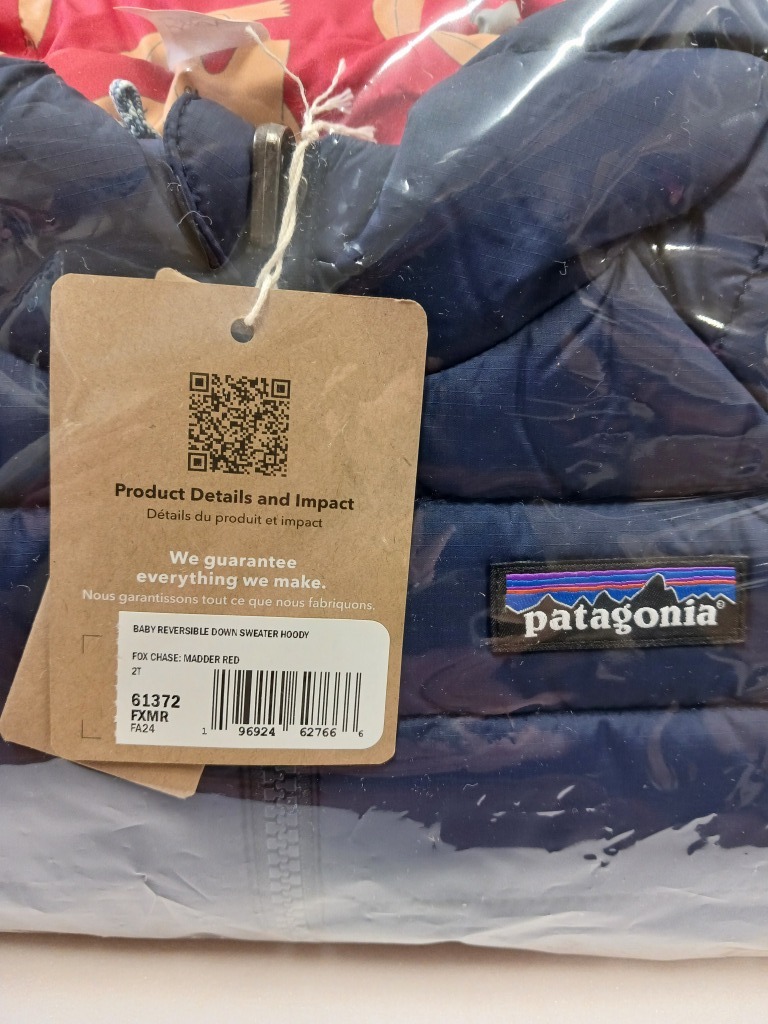 Product Details and Impact
Détails du produit et impact
We guarantee
everything we make.
Nous garantissons tout ce que nous fabriquons.
BABY REVERSIBLE DOWN SWEATER HOODY
FOX CHASE: MADDER RED
2T
61372
FXMR
FA24
1 96924 62766 6
patagonia®